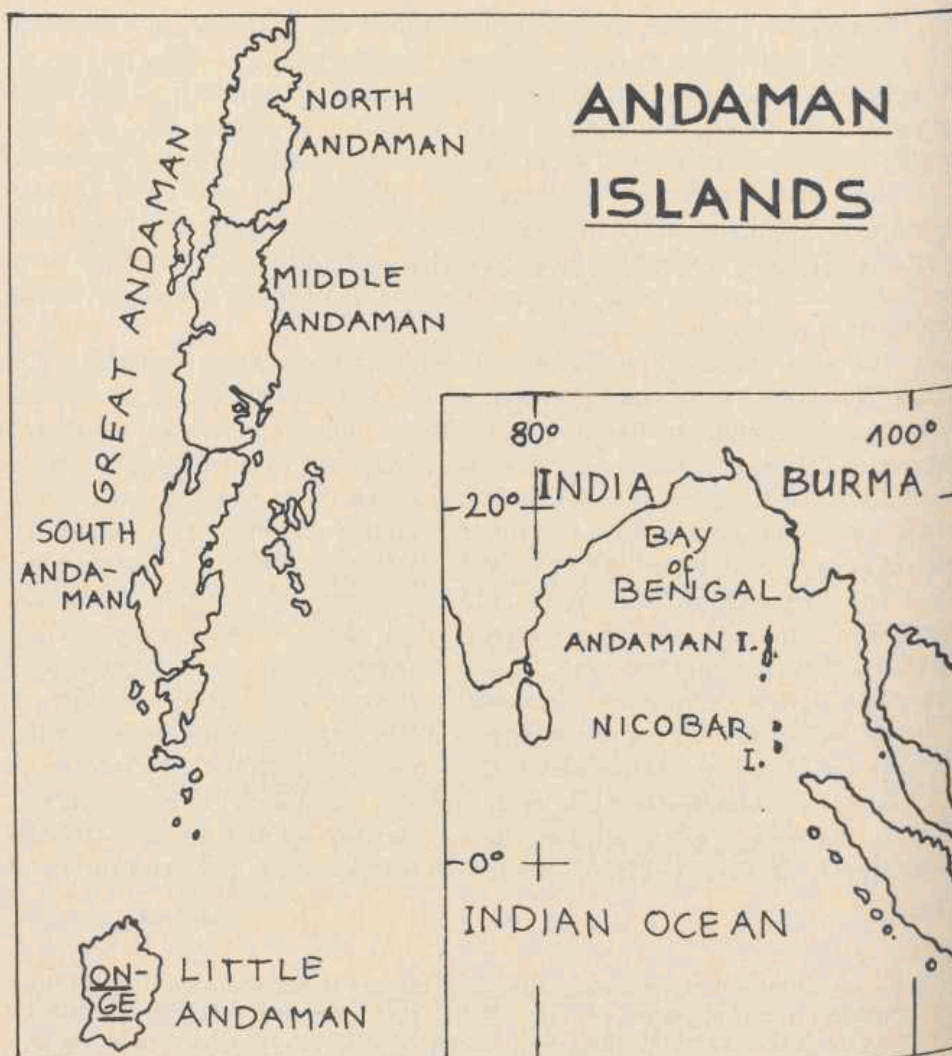 ANDAMAN
ISLANDS
GREAT ANDAMAN
NORTH
ANDAMAN
MIDDLE
ANDAMAN
SOUTH
ANDA-
MAN
ON-
GE
LITTLE
ANDAMAN
80° 100°
20° INDIA BURMA
BAY
of
BENGAL
ANDAMAN I.
NICOBAR
I.
0°
INDIAN OCEAN